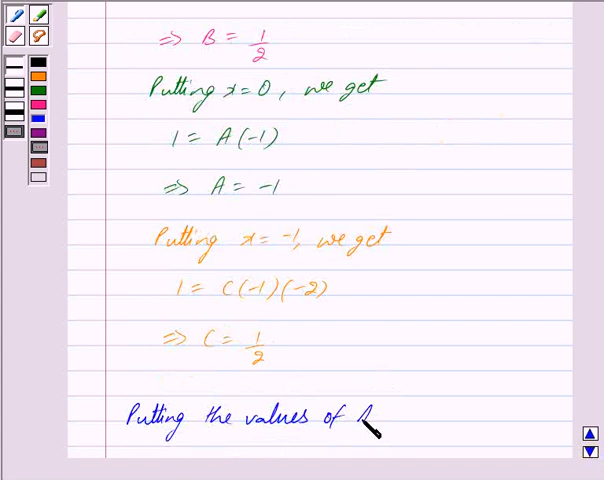 ⇒ B = 1/2
Putting x = 0, we get
1 = A(-1)
⇒ A = -1
Putting x = -1, we get
1 = C(-1)(-2)
⇒ C = 1/2
Putting the values of